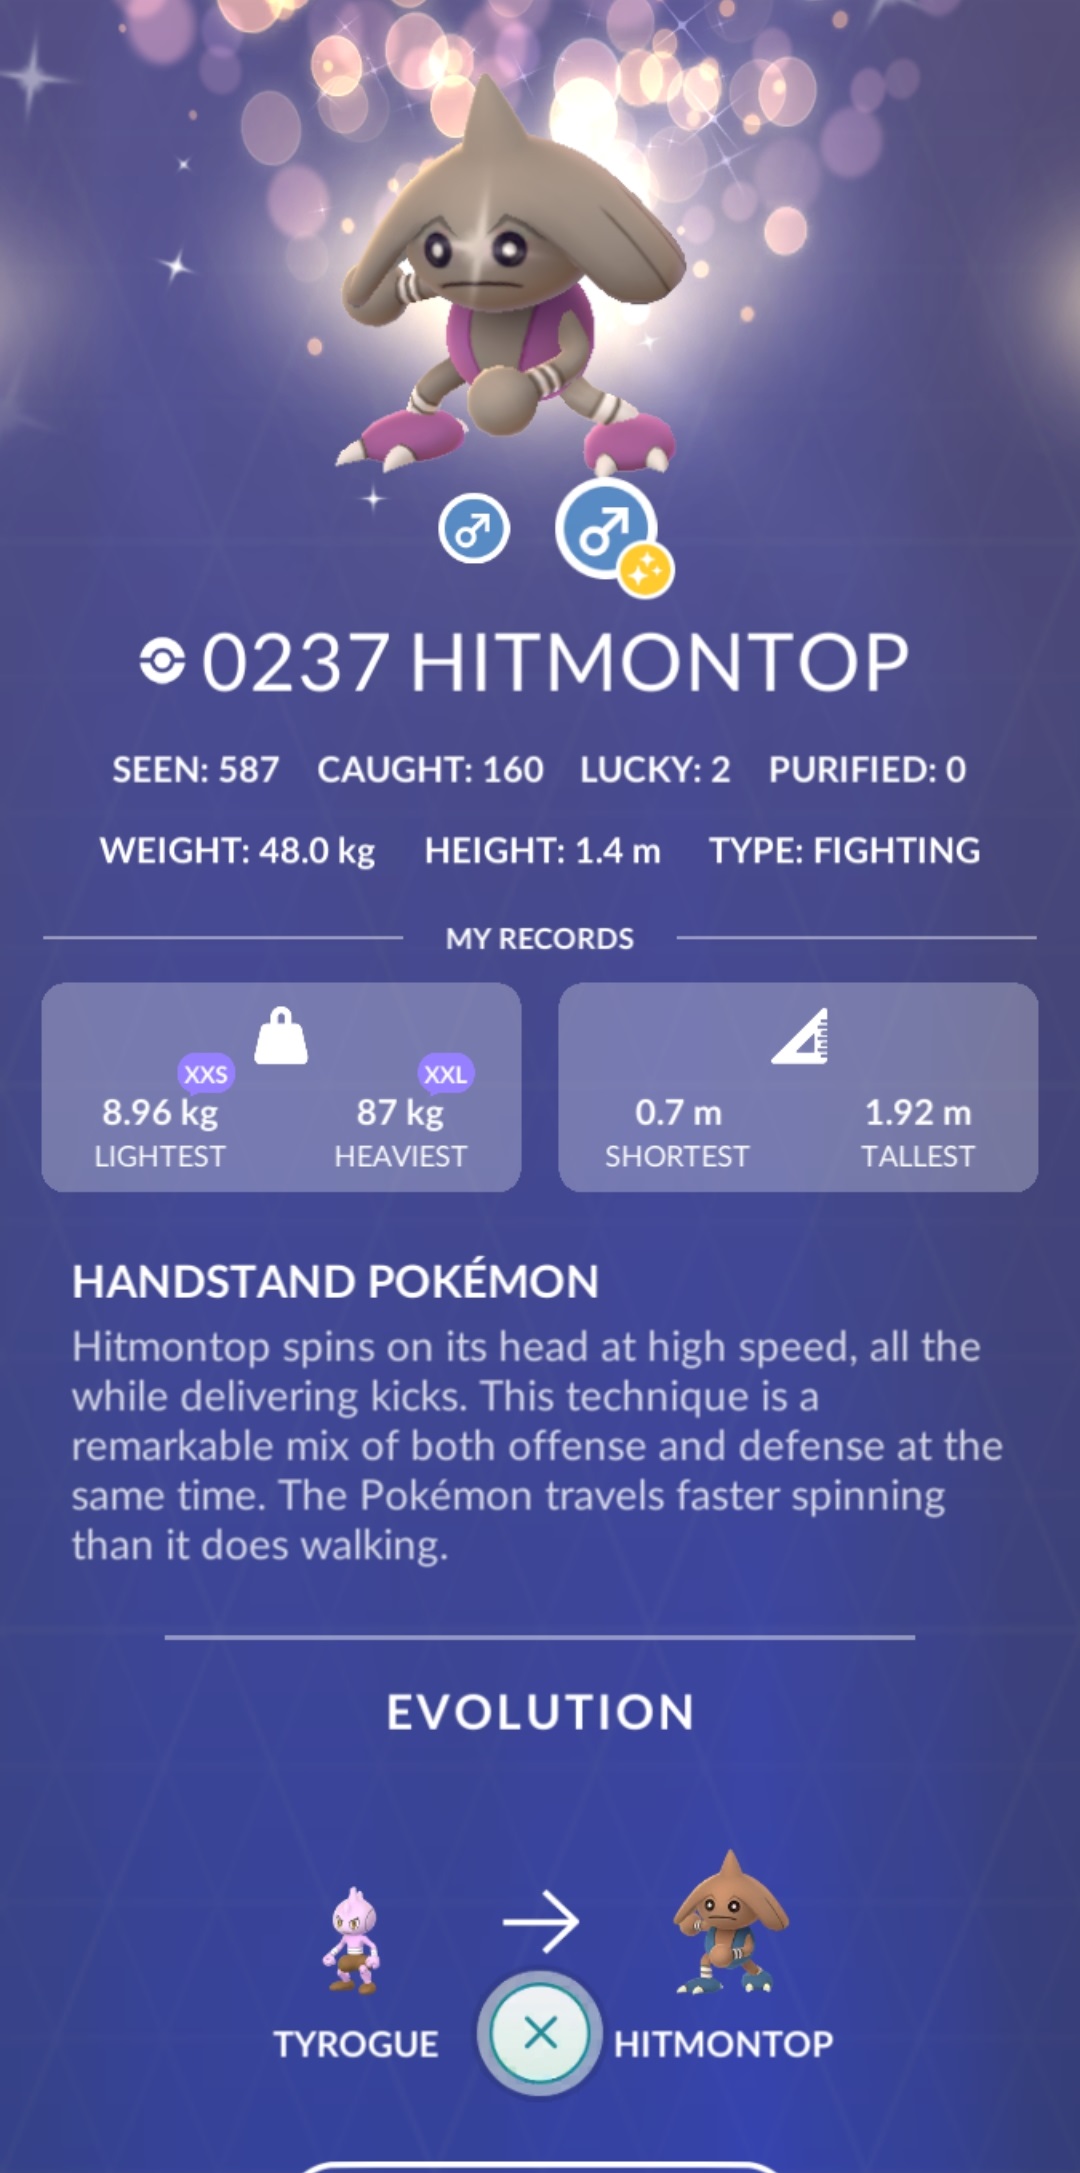 0237 HITMONTOP
SEEN: 587 CAUGHT: 160 LUCKY: 2 PURIFIED: 0
WEIGHT: 48.0 kg HEIGHT: 1.4 m TYPE: FIGHTING
MY RECORDS
XXS XXL
8.96 kg 87 kg 0.7 m 1.92 m
LIGHTEST HEAVIEST SHORTEST TALLEST
HANDSTAND POKÉMON
Hitmontop spins on its head at high speed, all the
while delivering kicks. This technique is a
remarkable mix of both offense and defense at the
same time. The Pokémon travels faster spinning
than it does walking.
EVOLUTION
TYROGUE HITMONTOP